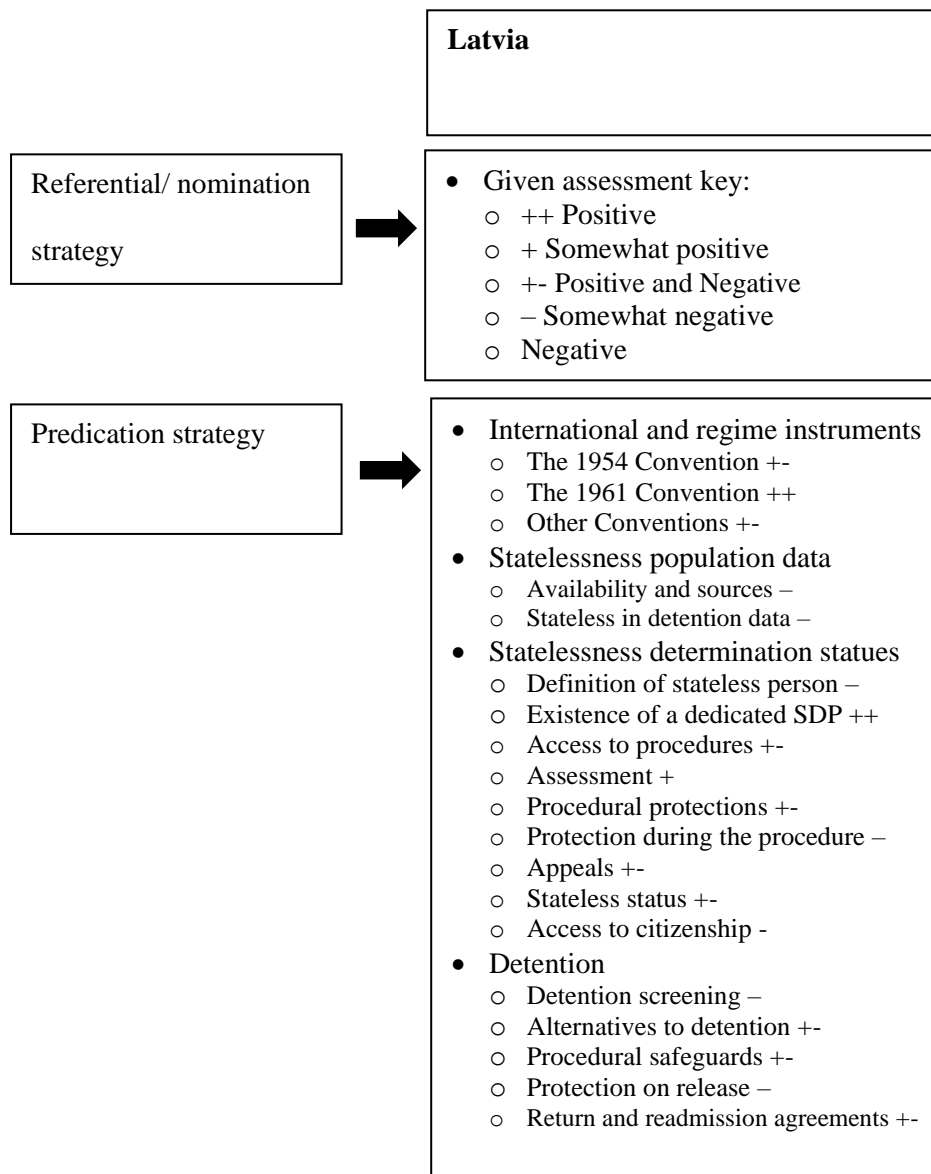 Latvia
Referential/ nomination
strategy
• Given assessment key:
o ++ Positive
o + Somewhat positive
o +- Positive and Negative
o – Somewhat negative
o Negative
Predication strategy
• International and regime instruments
o The 1954 Convention +-
o The 1961 Convention ++
o Other Conventions +-
• Statelessness population data
o Availability and sources –
o Stateless in detention data –
• Statelessness determination statues
o Definition of stateless person –
o Existence of a dedicated SDP ++
o Access to procedures +-
o Assessment +
o Procedural protections +-
o Protection during the procedure –
o Appeals +-
o Stateless status +-
o Access to citizenship -
• Detention
o Detention screening –
o Alternatives to detention +-
o Procedural safeguards +-
o Protection on release –
o Return and readmission agreements +-